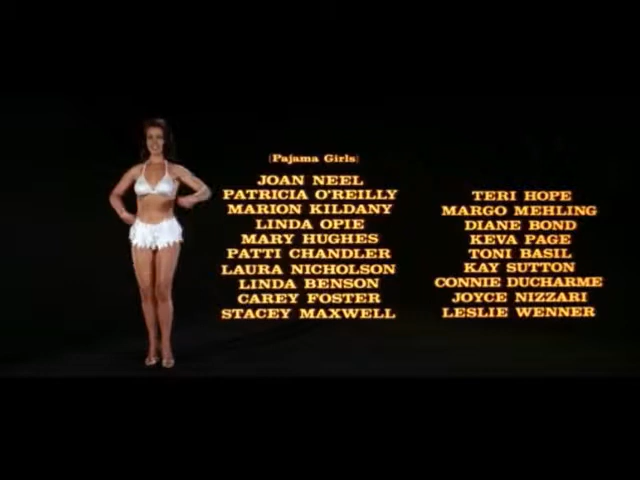 (Pajama Girls)
JOAN NEEL
PATRICIA O'REILLY
MARION KILDANY
LINDA OPIE
MARY HUGHES
PATTI CHANDLER
LAURA NICHOLSON
LINDA BENSON
CAREY FOSTER
STACEY MAXWELL
TERI HOPE
MARGO MEHLING
DIANE BOND
KEVA PAGE
TONI BASIL
KAY SUTTON
CONNIE DUCHARME
JOYCE NIZZARI
LESLIE WENNER